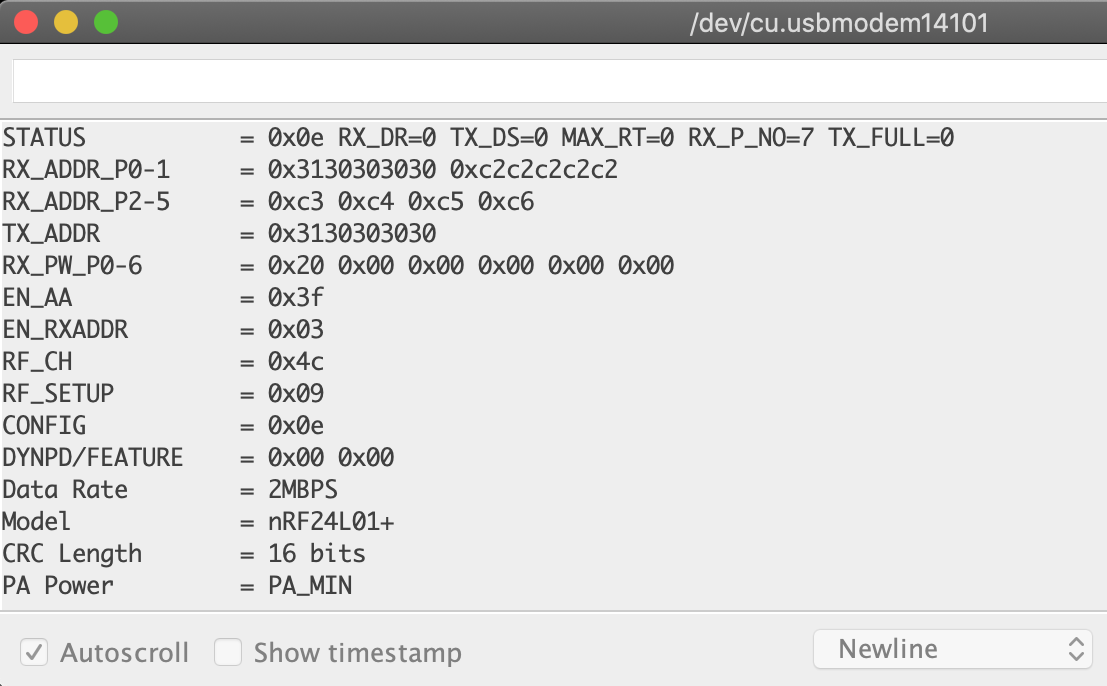 /dev/cu.usbmodem14101
STATUS = 0x0e RX_DR=0 TX_DS=0 MAX_RT=0 RX_P_NO=7 TX_FULL=0
RX_ADDR_P0-1 = 0x3130303030 0xc2c2c2c2c2
RX_ADDR_P2-5 = 0xc3 0xc4 0xc5 0xc6
TX_ADDR = 0x3130303030
RX_PW_P0-6 = 0x20 0x00 0x00 0x00 0x00 0x00
EN_AA = 0x3f
EN_RXADDR = 0x03
RF_CH = 0x4c
RF_SETUP = 0x09
CONFIG = 0x0e
DYNPD/FEATURE = 0x00 0x00
Data Rate = 2MBPS
Model = nRF24L01+
CRC Length = 16 bits
PA Power = PA_MIN
Autoscroll Show timestamp Newline